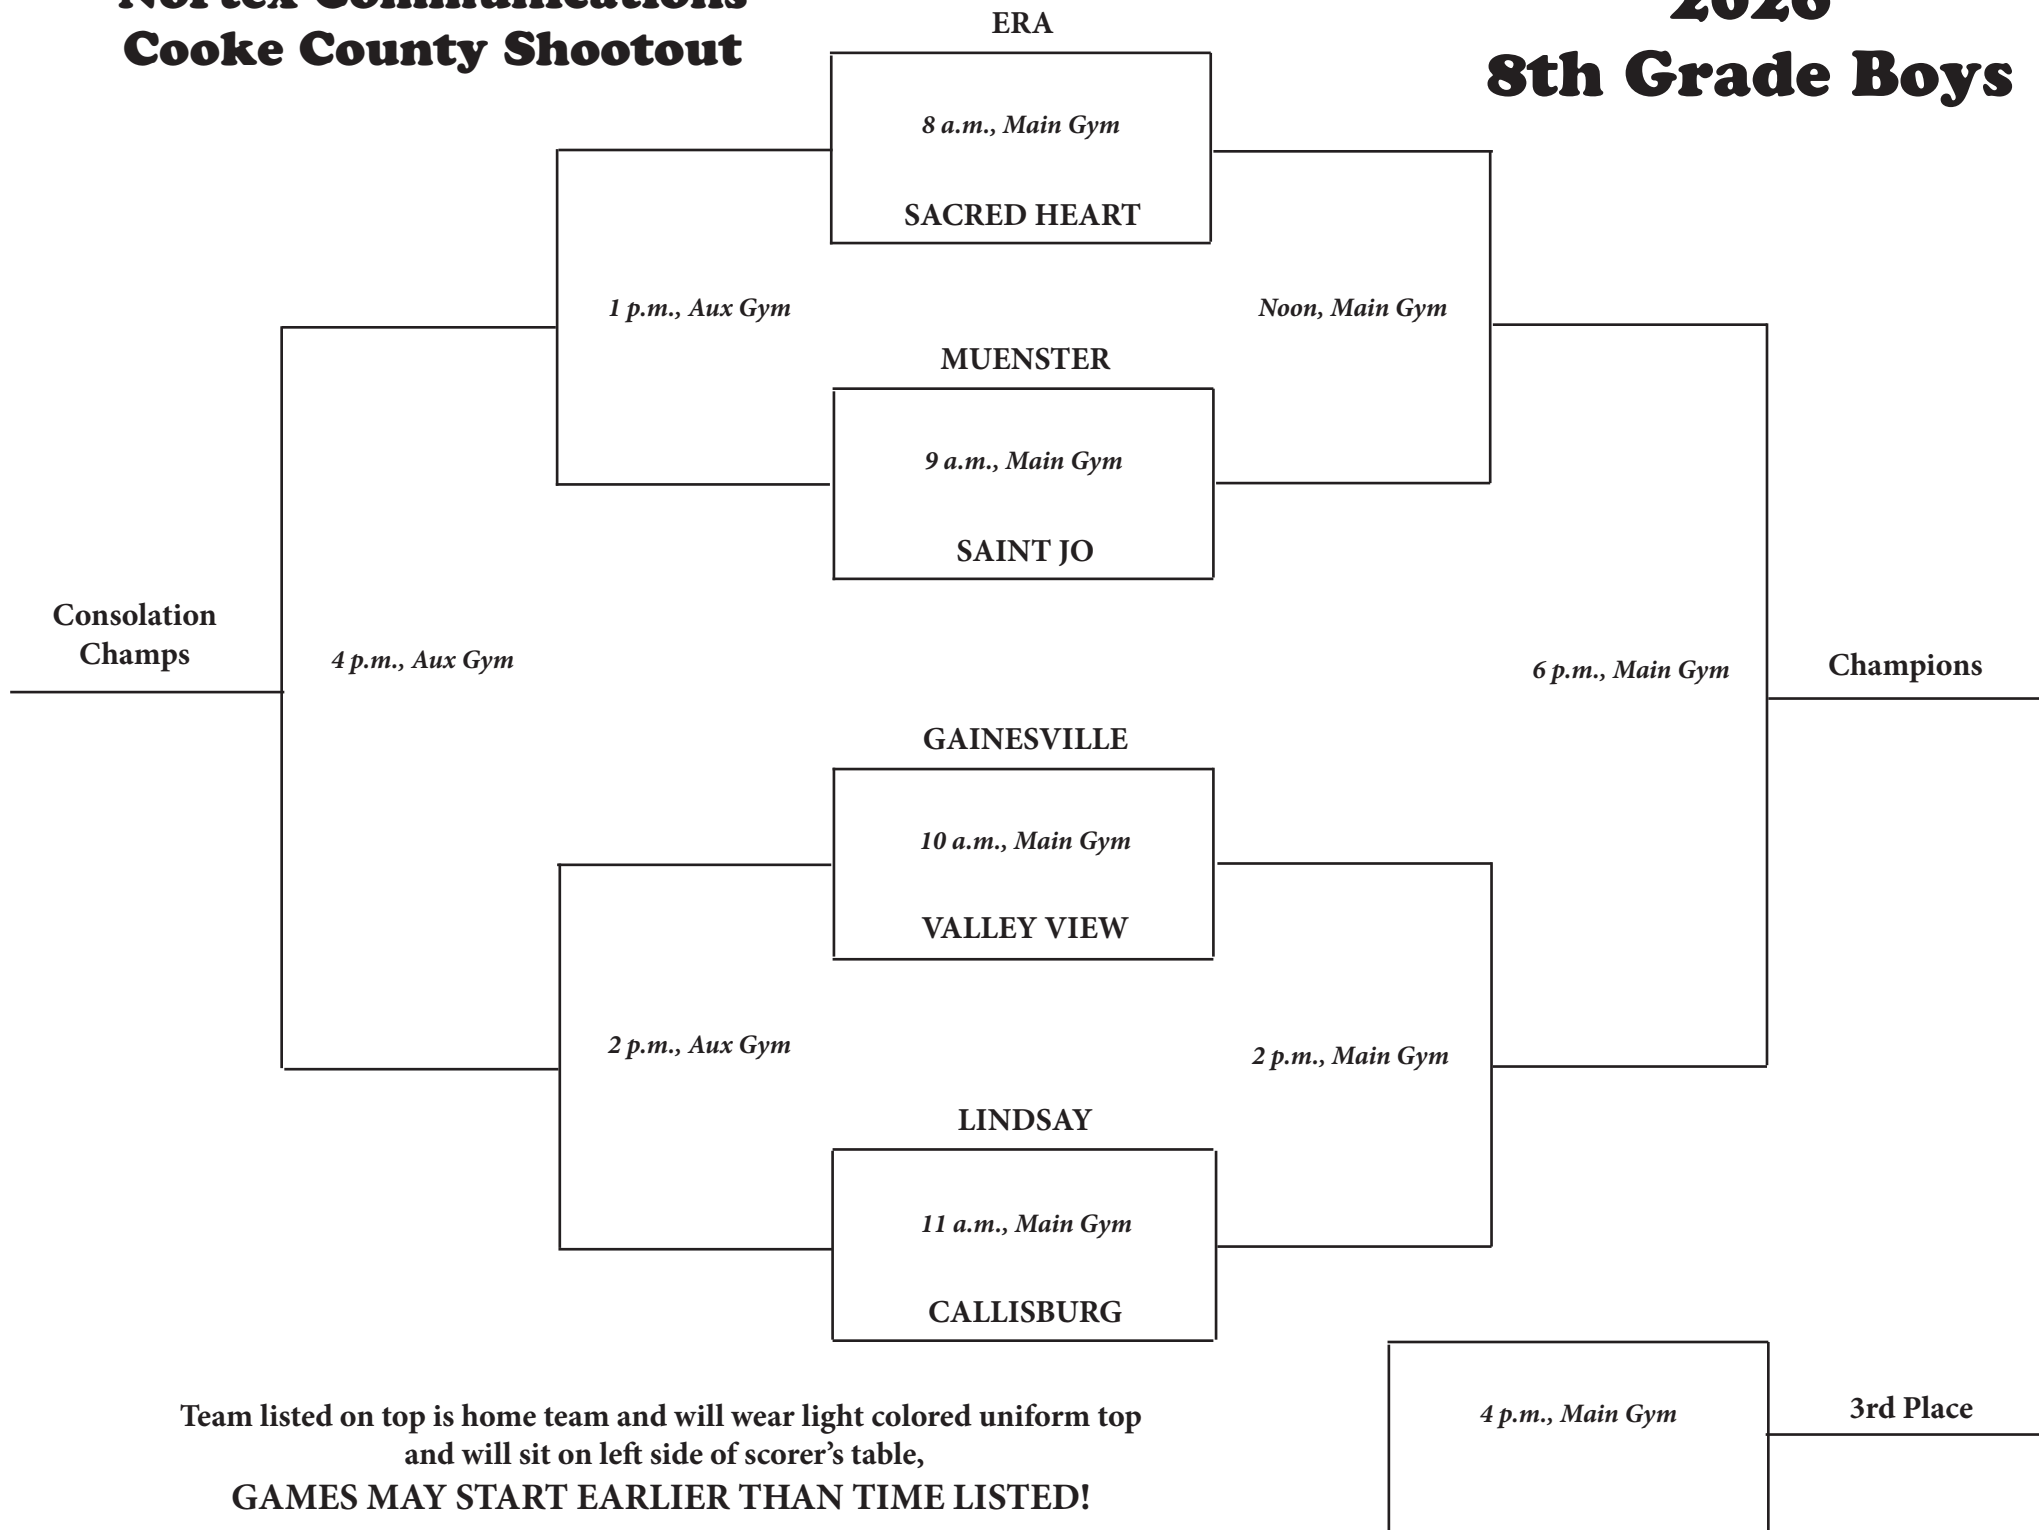 Nortex Communications
Cooke County Shootout
2026
8th Grade Boys
ERA
8 a.m., Main Gym
SACRED HEART
1 p.m., Aux Gym
Noon, Main Gym
MUENSTER
9 a.m., Main Gym
SAINT JO
Consolation
Champs
4 p.m., Aux Gym
6 p.m., Main Gym
Champions
GAINESVILLE
10 a.m., Main Gym
VALLEY VIEW
2 p.m., Aux Gym
2 p.m., Main Gym
LINDSAY
11 a.m., Main Gym
CALLISBURG
4 p.m., Main Gym
3rd Place
Team listed on top is home team and will wear light colored uniform top
and will sit on left side of scorer’s table,
GAMES MAY START EARLIER THAN TIME LISTED!